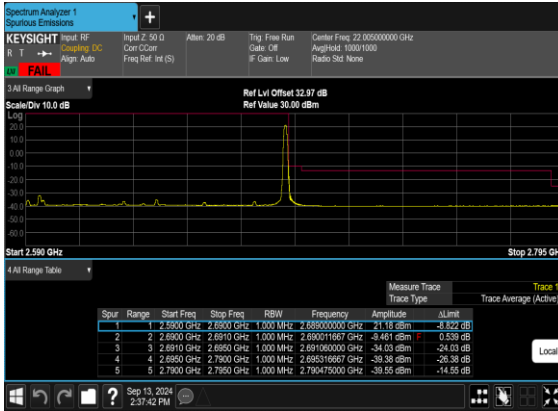 Spectrum Analyzer 1
Spurious Emissions
KEYSIGHT Input: RF Input Z: 50 Ω Atten: 20 dB Trig: Free Run Center Freq: 22.005000000 GHz
R T Coupling: DC Corr CCorr Gate: Off Avg|Hold: 1000/1000
Align: Auto Freq Ref: Int (S) IF Gain: Low Radio Std: None
FAIL
3 All Range Graph
Ref Lvl Offset 32.97 dB
Scale/Div 10.0 dB Ref Value 30.00 dBm
Log
20.0
10.0
0.00
-10.0
-20.0
-30.0
-40.0
-50.0
-60.0
Start 2.590 GHz Stop 2.795 GH
4 All Range Table
Measure Trace Trace 1
Trace Type Trace Average (Active)
Spur Range Start Freq Stop Freq RBW Frequency Amplitude ΔLimit
1 1 2.5900 GHz 2.6900 GHz 1.000 MHz 2.689000000 GHz 21.18 dBm -8.822 dB
2 2 2.6900 GHz 2.6910 GHz 1.000 MHz 2.690011667 GHz -9.461 dBm F 0.539 dB
3 3 2.6910 GHz 2.6950 GHz 1.000 MHz 2.691060000 GHz -34.03 dBm -24.03 dB
4 4 2.6950 GHz 2.7900 GHz 1.000 MHz 2.695316667 GHz -39.38 dBm -26.38 dB
5 5 2.7900 GHz 2.7950 GHz 1.000 MHz 2.790475000 GHz -39.55 dBm -14.55 dB
Local
Sep 13, 2024
2:37:42 PM